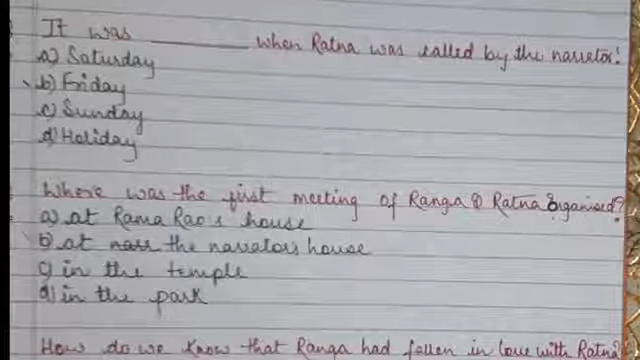 It was ________ when Ratna was called by the narrator!
a) Saturday
b) Friday
c) Sunday
d) Holiday
Where was the first meeting of Ranga & Ratna organised?
a) at Rama Rao's house
b) at narr the narrators house
c) in the temple
d) in the park
How do we know that Ranga had fallen in love with Ratna?